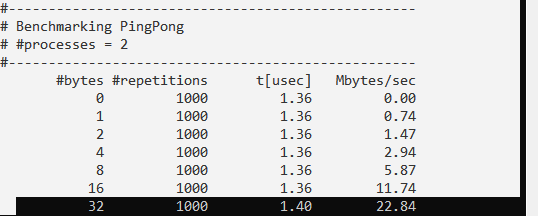 #---------------------------------------------------
# Benchmarking PingPong
# #processes = 2
#---------------------------------------------------
#bytes #repetitions t[usec] Mbytes/sec
0 1000 1.36 0.00
1 1000 1.36 0.74
2 1000 1.36 1.47
4 1000 1.36 2.94
8 1000 1.36 5.87
16 1000 1.36 11.74
32 1000 1.40 22.84